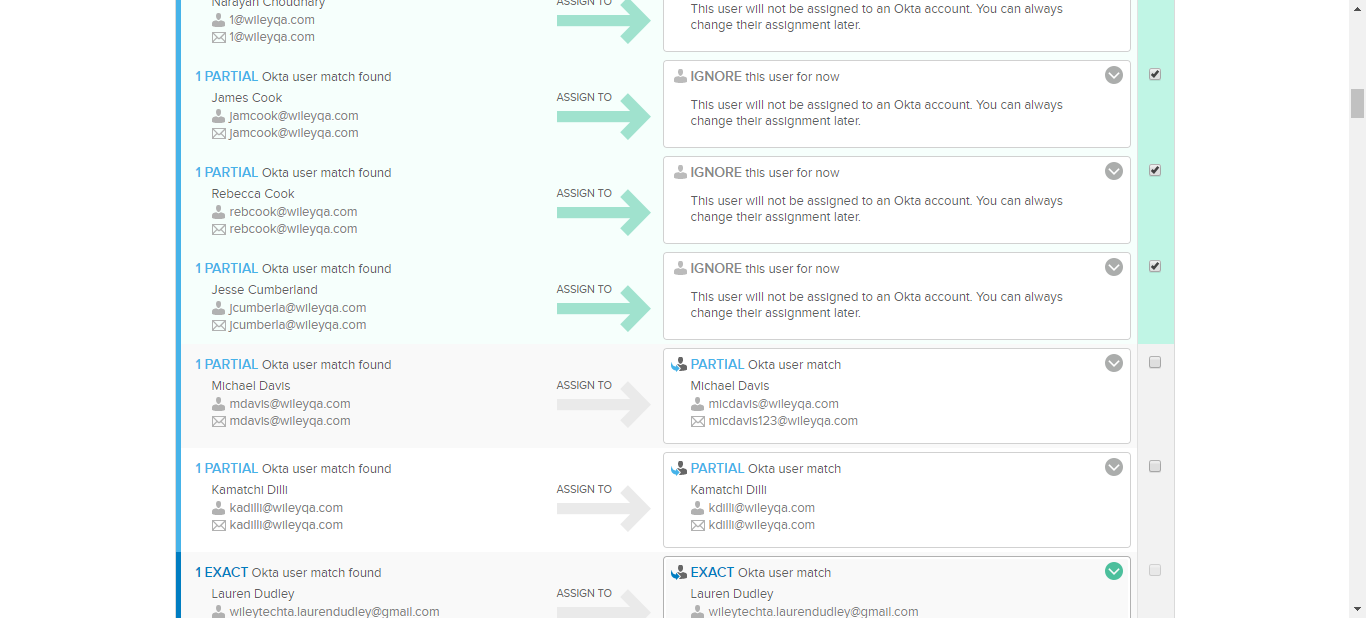 Narayan Choudhary
1@wileyqa.com
1@wileyqa.com
ASSIGN TO
This user will not be assigned to an Okta account. You can always
change their assignment later.
1 PARTIAL Okta user match found
James Cook
jamcook@wileyqa.com
jamcook@wileyqa.com
ASSIGN TO
IGNORE this user for now
This user will not be assigned to an Okta account. You can always
change their assignment later.
1 PARTIAL Okta user match found
Rebecca Cook
rebcook@wileyqa.com
rebcook@wileyqa.com
ASSIGN TO
IGNORE this user for now
This user will not be assigned to an Okta account. You can always
change their assignment later.
1 PARTIAL Okta user match found
Jesse Cumberland
jcumberla@wileyqa.com
jcumberla@wileyqa.com
ASSIGN TO
IGNORE this user for now
This user will not be assigned to an Okta account. You can always
change their assignment later.
1 PARTIAL Okta user match found
Michael Davis
mdavis@wileyqa.com
mdavis@wileyqa.com
ASSIGN TO
PARTIAL Okta user match
Michael Davis
micdavis@wileyqa.com
micdavis123@wileyqa.com
1 PARTIAL Okta user match found
Kamatchi Dilli
kadilli@wileyqa.com
kadilli@wileyqa.com
ASSIGN TO
PARTIAL Okta user match
Kamatchi Dilli
kdilli@wileyqa.com
kdilli@wileyqa.com
1 EXACT Okta user match found
Lauren Dudley
wileytechta.laurendudley@gmail.com
ASSIGN TO
EXACT Okta user match
Lauren Dudley
wileytechta.laurendudley@gmail.com